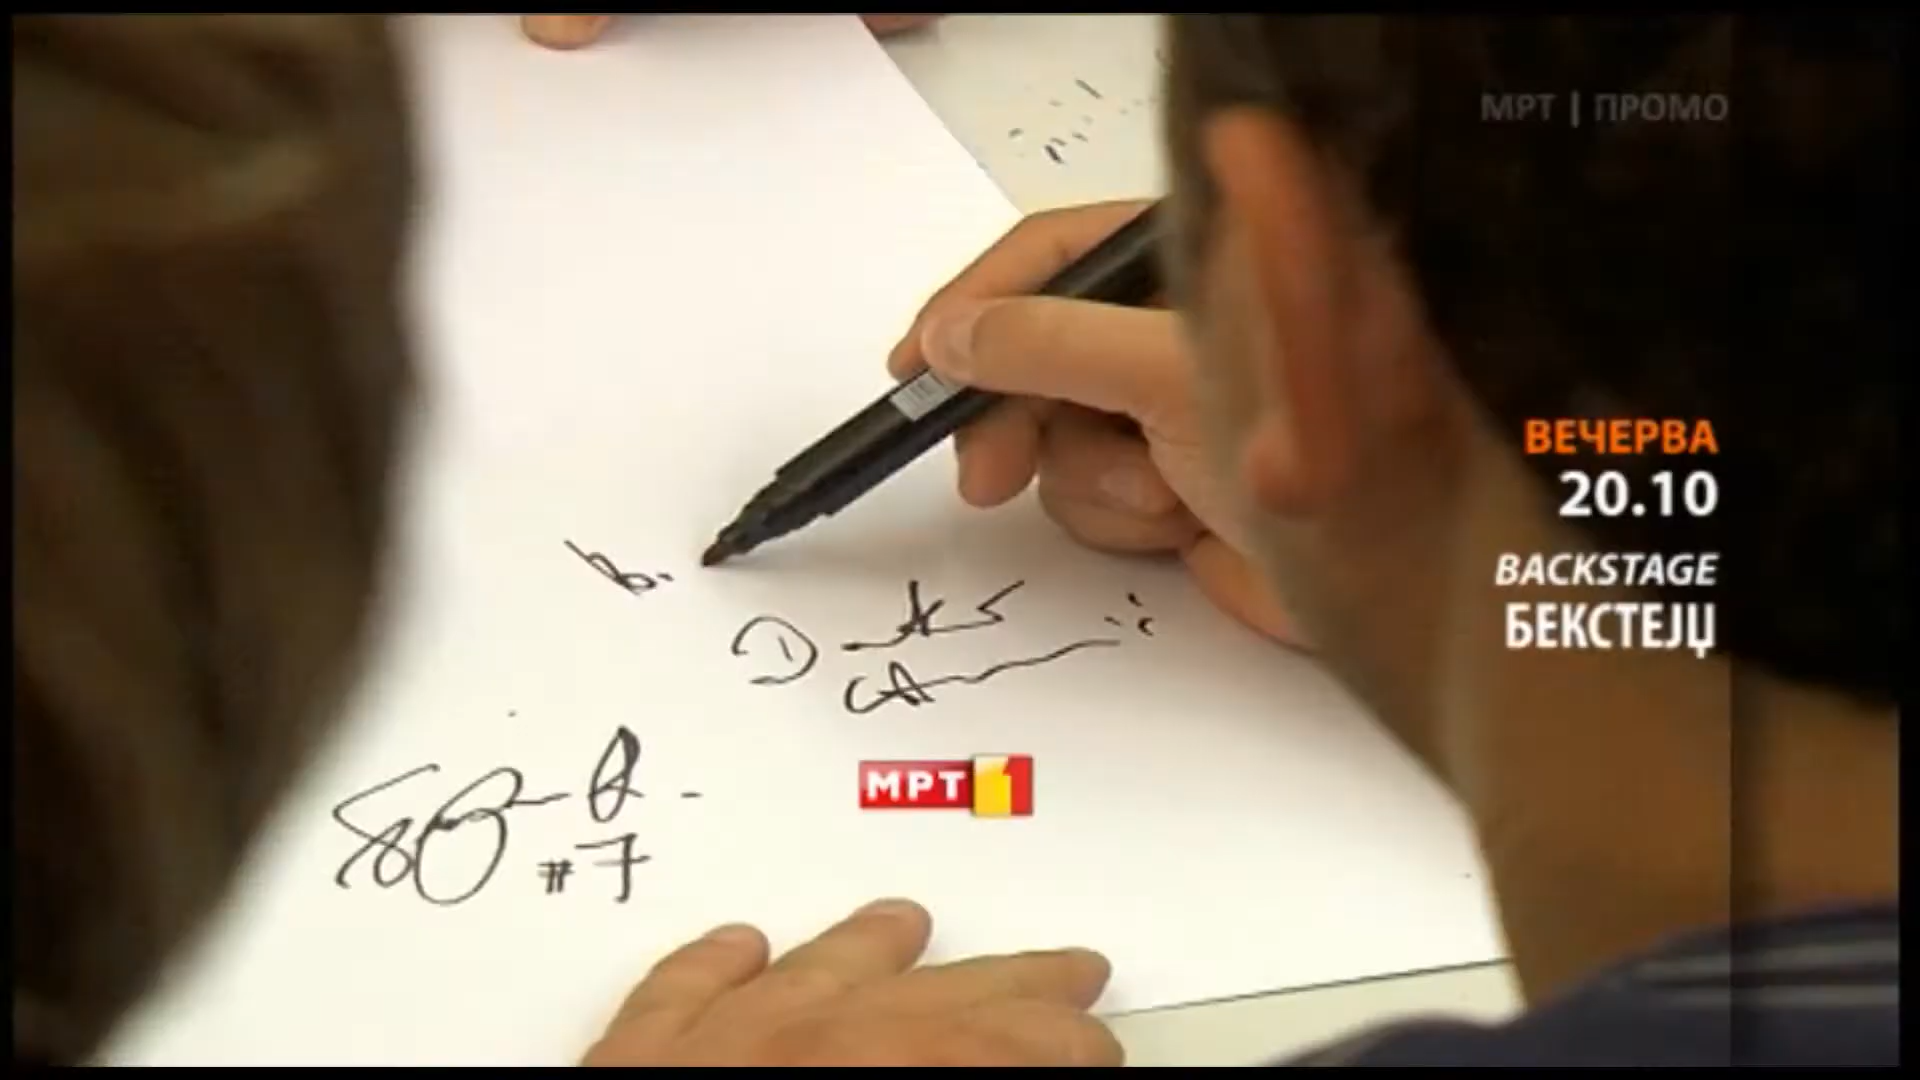 МРТ | ПРОМО
ВЕЧЕРВА
20.10
BACKSTAGE
БЕКСТЕЈЏ
B.
#7
МРТ 1